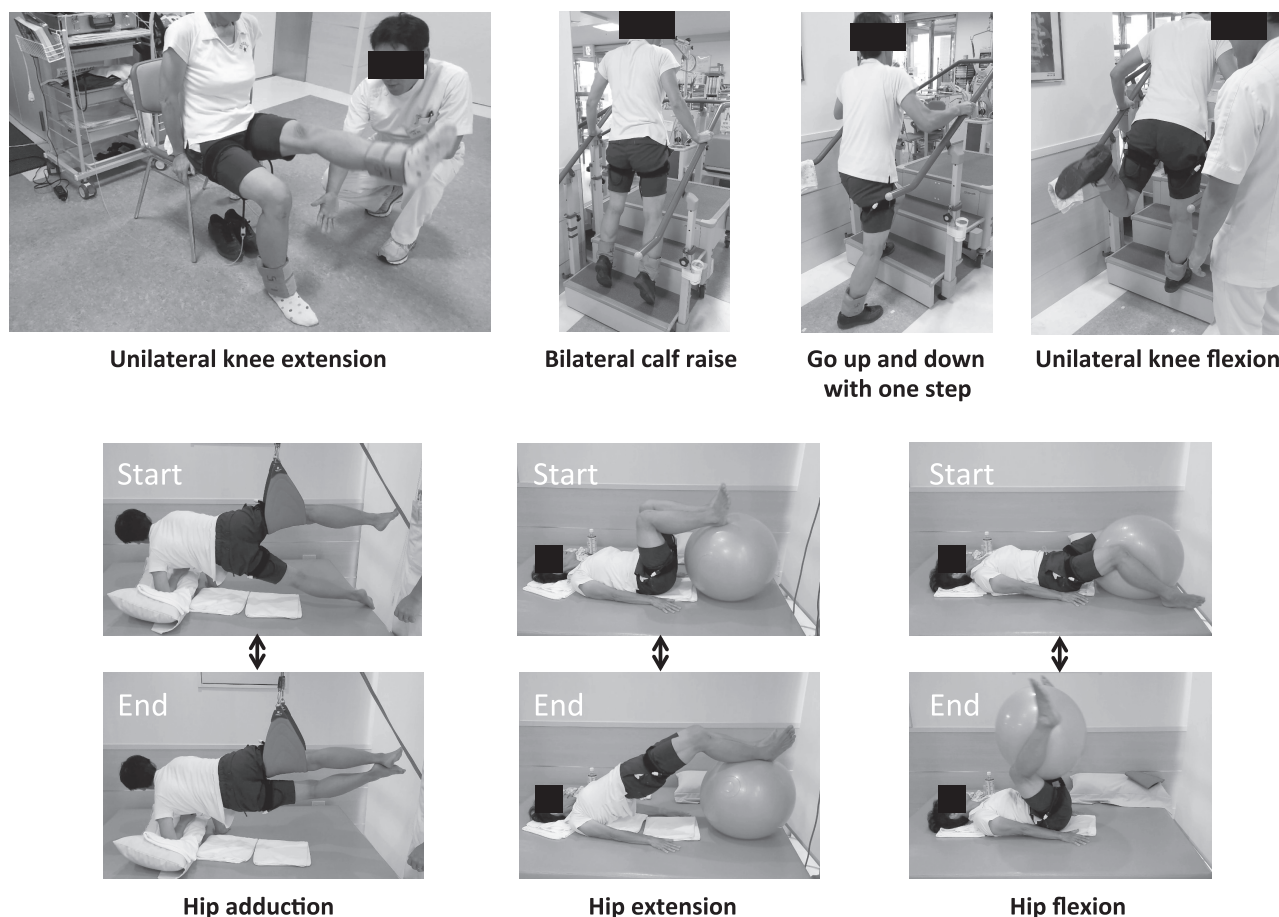 Unilateral knee extension
Bilateral calf raise
Go up and down
with one step
Unilateral knee flexion
Start
Start
Start
End
End
End
Hip adduction
Hip extension
Hip flexion